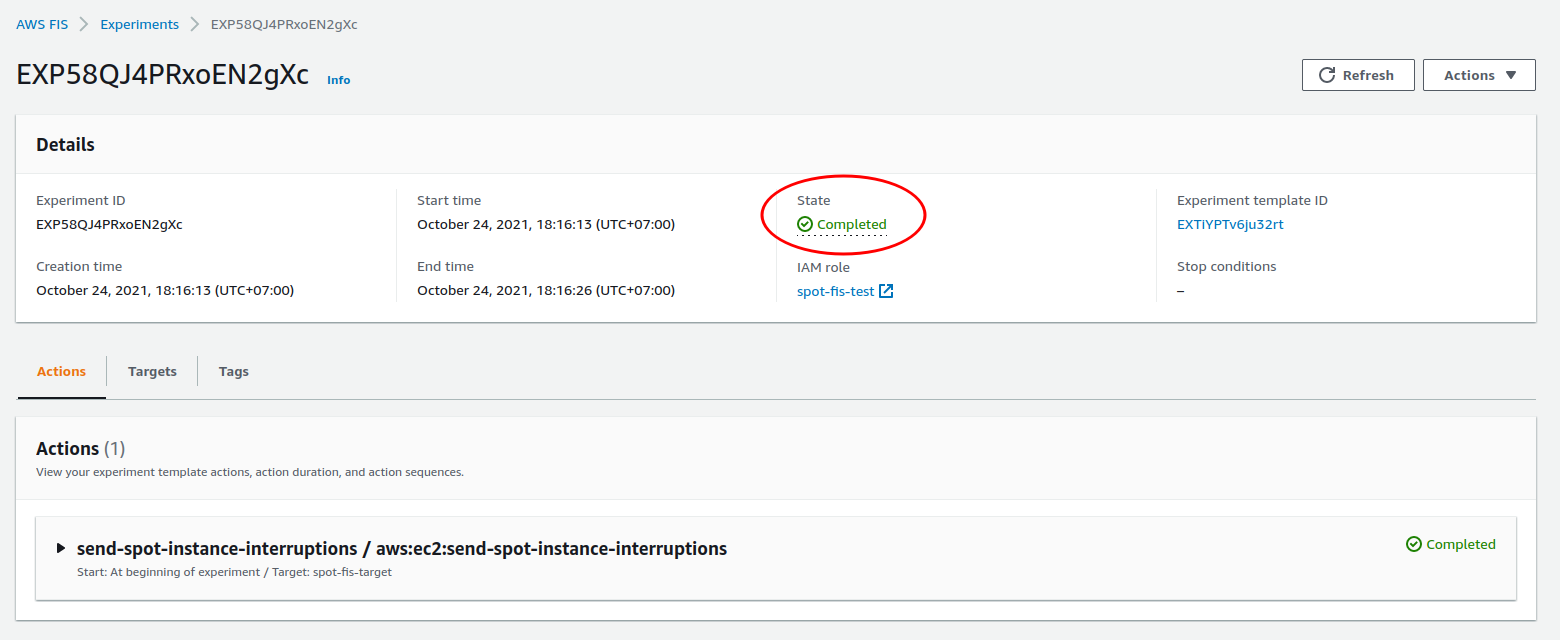 AWS FIS > Experiments > EXP58QJ4PRxoEN2gXc
EXP58QJ4PRxoEN2gXc Info
Refresh
Actions
Details
Experiment ID
EXP58QJ4PRxoEN2gXc
Creation time
October 24, 2021, 18:16:13 (UTC+07:00)
Start time
October 24, 2021, 18:16:13 (UTC+07:00)
End time
October 24, 2021, 18:16:26 (UTC+07:00)
State
Completed
IAM role
spot-fis-test
Experiment template ID
EXTIYPTv6ju32rt
Stop conditions
–
Actions
Targets
Tags
Actions (1)
View your experiment template actions, action duration, and action sequences.
send-spot-instance-interruptions / aws:ec2:send-spot-instance-interruptions
Completed
Start: At beginning of experiment / Target: spot-fis-target